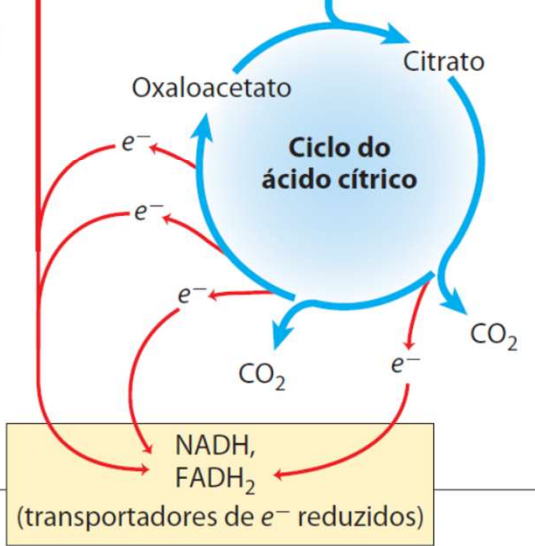 Citrato
Oxaloacetato
Ciclo do
ácido cítrico
e⁻
e⁻
e⁻
CO₂
e⁻
CO₂
NADH,
FADH₂
(transportadores de e⁻ reduzidos)